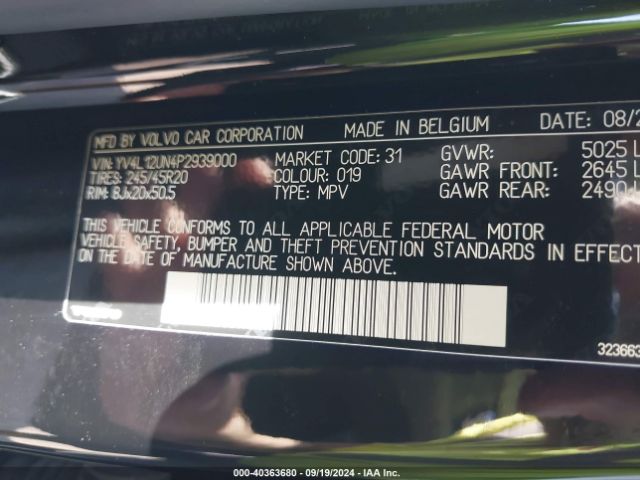 MFD BY VOLVO CAR CORPORATION MADE IN BELGIUM DATE: 08/2
VIN: YV4L12UN4P2939000 MARKET CODE: 31 GVWR: 5025 L
TIRES: 245/45R20 COLOUR: 019 GAWR FRONT: 2645 L
RIM: 8Jx20x50.5 TYPE: MPV GAWR REAR: 2490
THIS VEHICLE CONFORMS TO ALL APPLICABLE FEDERAL MOTOR
VEHICLE SAFETY, BUMPER AND THEFT PREVENTION STANDARDS IN EFFECT
ON THE DATE OF MANUFACTURE SHOWN ABOVE.
VOLVO
323663
000-40363680 - 09/19/2024 - IAA Inc.